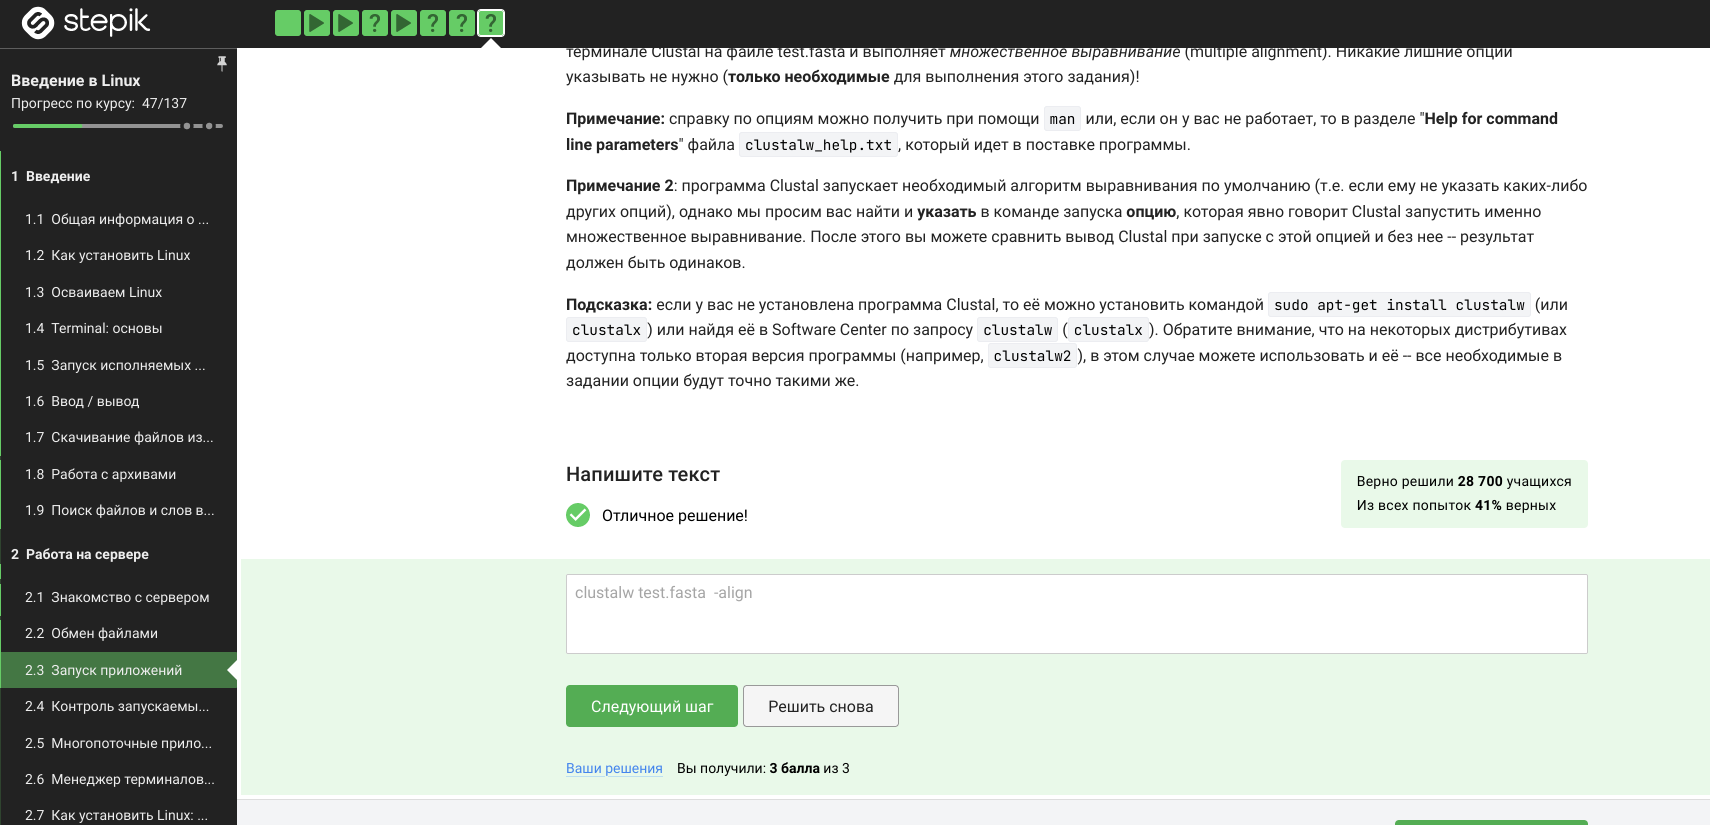 stepik
? ? ? ?
Введение в Linux
Прогресс по курсу: 47/137
1 Введение
1.1 Общая информация о ...
1.2 Как установить Linux
1.3 Осваиваем Linux
1.4 Terminal: основы
1.5 Запуск исполняемых ...
1.6 Ввод / вывод
1.7 Скачивание файлов из...
1.8 Работа с архивами
1.9 Поиск файлов и слов в...
2 Работа на сервере
2.1 Знакомство с сервером
2.2 Обмен файлами
2.3 Запуск приложений
2.4 Контроль запускаемы...
2.5 Многопоточные прило...
2.6 Менеджер терминалов...
2.7 Как установить Linux: ...
терминале Clustal на файле test.fasta и выполняет множественное выравнивание (multiple alignment). Никакие лишние опции
указывать не нужно (только необходимые для выполнения этого задания)!
Примечание: справку по опциям можно получить при помощи man или, если он у вас не работает, то в разделе "Help for command
line parameters" файла clustalw_help.txt, который идет в поставке программы.
Примечание 2: программа Clustal запускает необходимый алгоритм выравнивания по умолчанию (т.е. если ему не указать каких-либо
других опций), однако мы просим вас найти и указать в команде запуска опцию, которая явно говорит Clustal запустить именно
множественное выравнивание. После этого вы можете сравнить вывод Clustal при запуске с этой опцией и без нее -- результат
должен быть одинаков.
Подсказка: если у вас не установлена программа Clustal, то её можно установить командой sudo apt-get install clustalw (или
clustalx) или найдя её в Software Center по запросу clustalw (clustalx). Обратите внимание, что на некоторых дистрибутивах
доступна только вторая версия программы (например, clustalw2), в этом случае можете использовать и её -- все необходимые в
задании опции будут точно такими же.
Напишите текст
Отличное решение!
Верно решили 28 700 учащихся
Из всех попыток 41% верных
clustalw test.fasta -align
Следующий шаг
Решить снова
Ваши решения Вы получили: 3 балла из 3